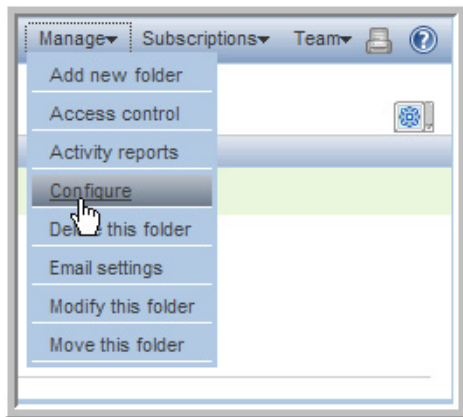 Manage Subscriptions Team
Add new folder
Access control
Activity reports
Configure
Delete this folder
Email settings
Modify this folder
Move this folder